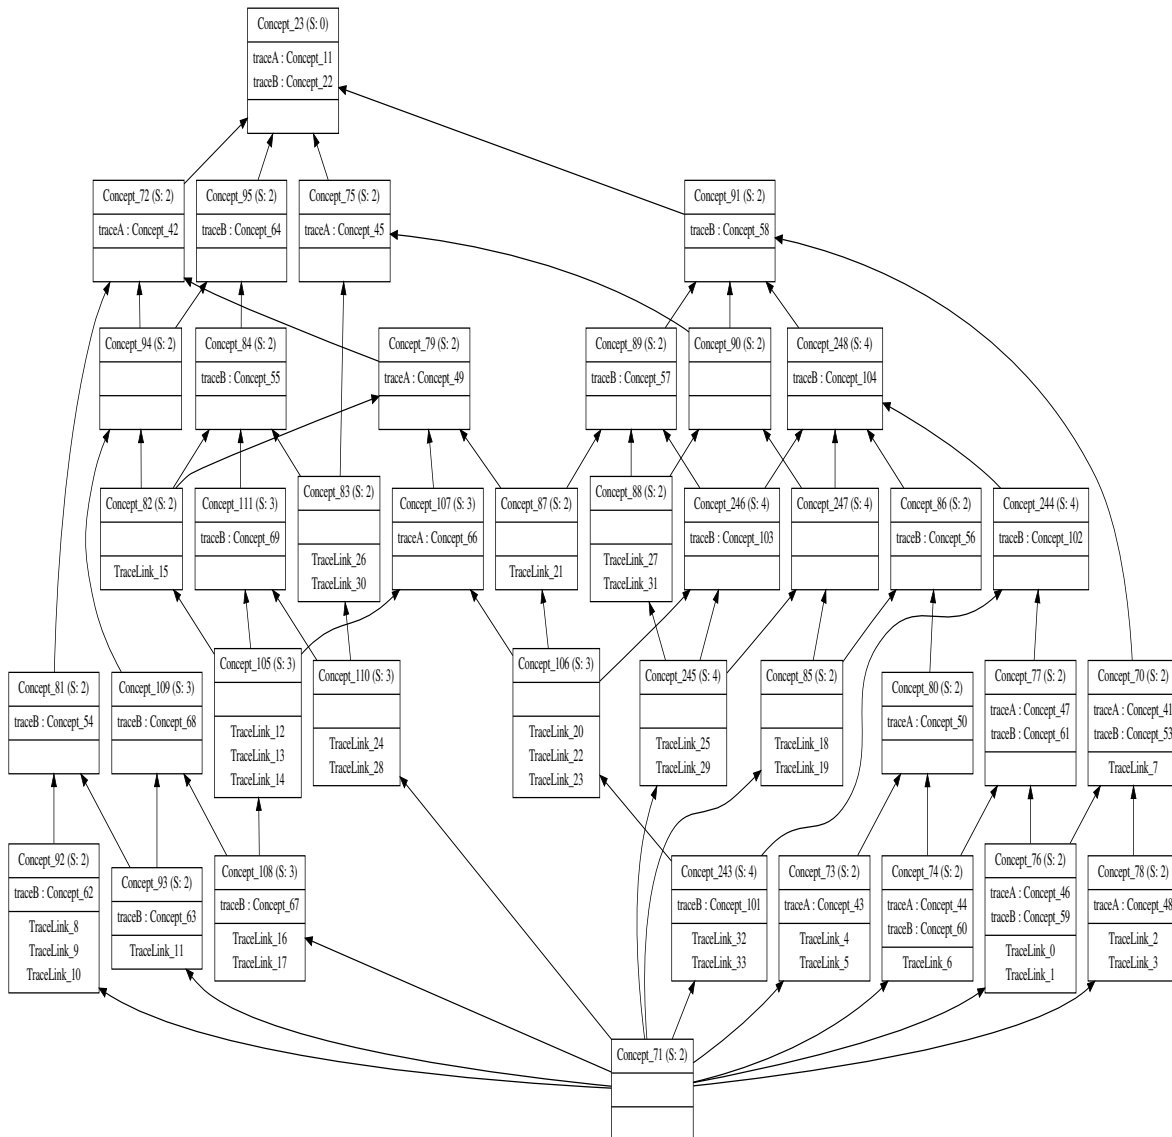 Concept_23 (S: 0)
traceA : Concept_11
traceB : Concept_22
Concept_72 (S: 2)
traceA : Concept_42
Concept_95 (S: 2)
traceB : Concept_64
Concept_75 (S: 2)
traceA : Concept_45
Concept_91 (S: 2)
traceB : Concept_58
Concept_94 (S: 2)
Concept_84 (S: 2)
traceB : Concept_55
Concept_79 (S: 2)
traceA : Concept_49
Concept_89 (S: 2)
traceB : Concept_57
Concept_90 (S: 2)
Concept_248 (S: 4)
traceB : Concept_104
Concept_82 (S: 2)
TraceLink_15
Concept_111 (S: 3)
traceB : Concept_69
Concept_83 (S: 2)
TraceLink_26
TraceLink_30
Concept_107 (S: 3)
traceA : Concept_66
Concept_87 (S: 2)
TraceLink_21
Concept_88 (S: 2)
TraceLink_27
TraceLink_31
Concept_246 (S: 4)
traceB : Concept_103
Concept_247 (S: 4)
Concept_86 (S: 2)
traceB : Concept_56
Concept_244 (S: 4)
traceB : Concept_102
Concept_81 (S: 2)
traceB : Concept_54
Concept_109 (S: 3)
traceB : Concept_68
Concept_105 (S: 3)
TraceLink_12
TraceLink_13
TraceLink_14
Concept_110 (S: 3)
TraceLink_24
TraceLink_28
Concept_106 (S: 3)
TraceLink_20
TraceLink_22
TraceLink_23
Concept_245 (S: 4)
TraceLink_25
TraceLink_29
Concept_85 (S: 2)
TraceLink_18
TraceLink_19
Concept_80 (S: 2)
traceA : Concept_50
Concept_77 (S: 2)
traceA : Concept_47
traceB : Concept_61
Concept_70 (S: 2)
traceA : Concept_41
traceB : Concept_53
TraceLink_7
Concept_92 (S: 2)
traceB : Concept_62
TraceLink_8
TraceLink_9
TraceLink_10
Concept_93 (S: 2)
traceB : Concept_63
TraceLink_11
Concept_108 (S: 3)
traceB : Concept_67
TraceLink_16
TraceLink_17
Concept_243 (S: 4)
traceB : Concept_101
TraceLink_32
TraceLink_33
Concept_73 (S: 2)
traceA : Concept_43
TraceLink_4
TraceLink_5
Concept_74 (S: 2)
traceA : Concept_44
traceB : Concept_60
TraceLink_6
Concept_76 (S: 2)
traceA : Concept_46
traceB : Concept_59
TraceLink_0
TraceLink_1
Concept_78 (S: 2)
traceA : Concept_48
TraceLink_2
TraceLink_3
Concept_71 (S: 2)